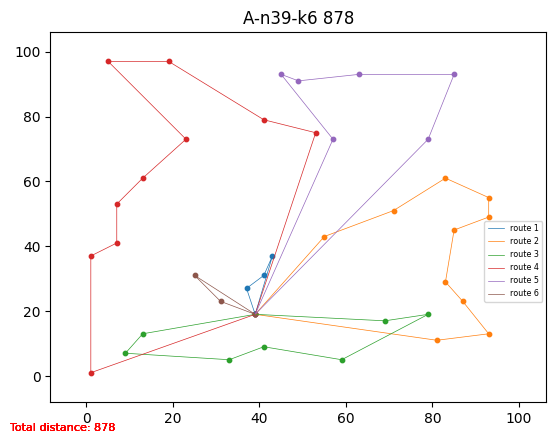 A-n39-k6 878
100
80
60
40
20
0
route 1
route 2
route 3
route 4
route 5
route 6
0 20 40 60 80 100
Total distance: 878